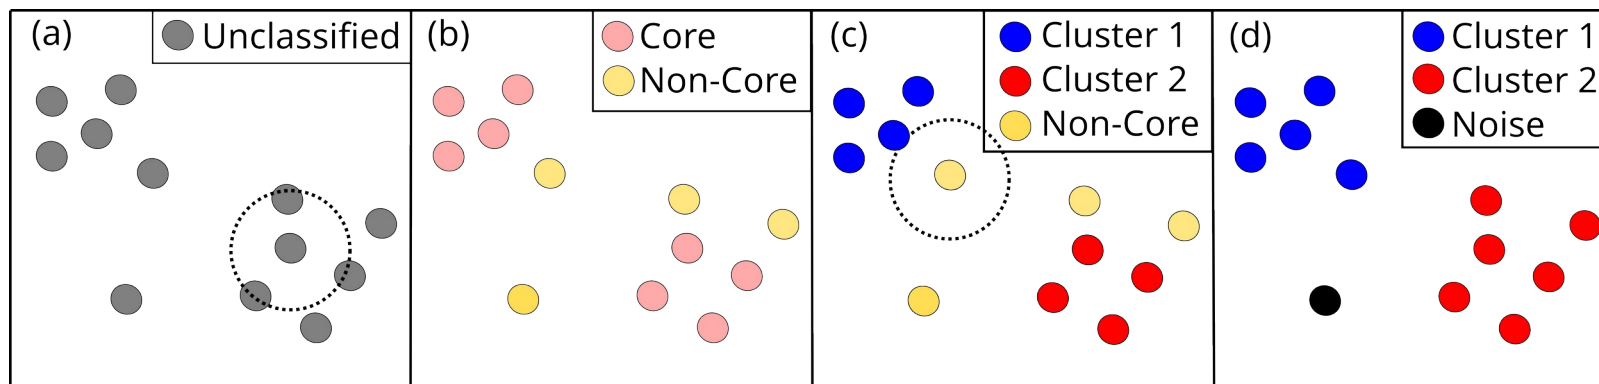 (a)
Unclassified
(b)
Core
Non-Core
(c)
Cluster 1
Cluster 2
Non-Core
(d)
Cluster 1
Cluster 2
Noise